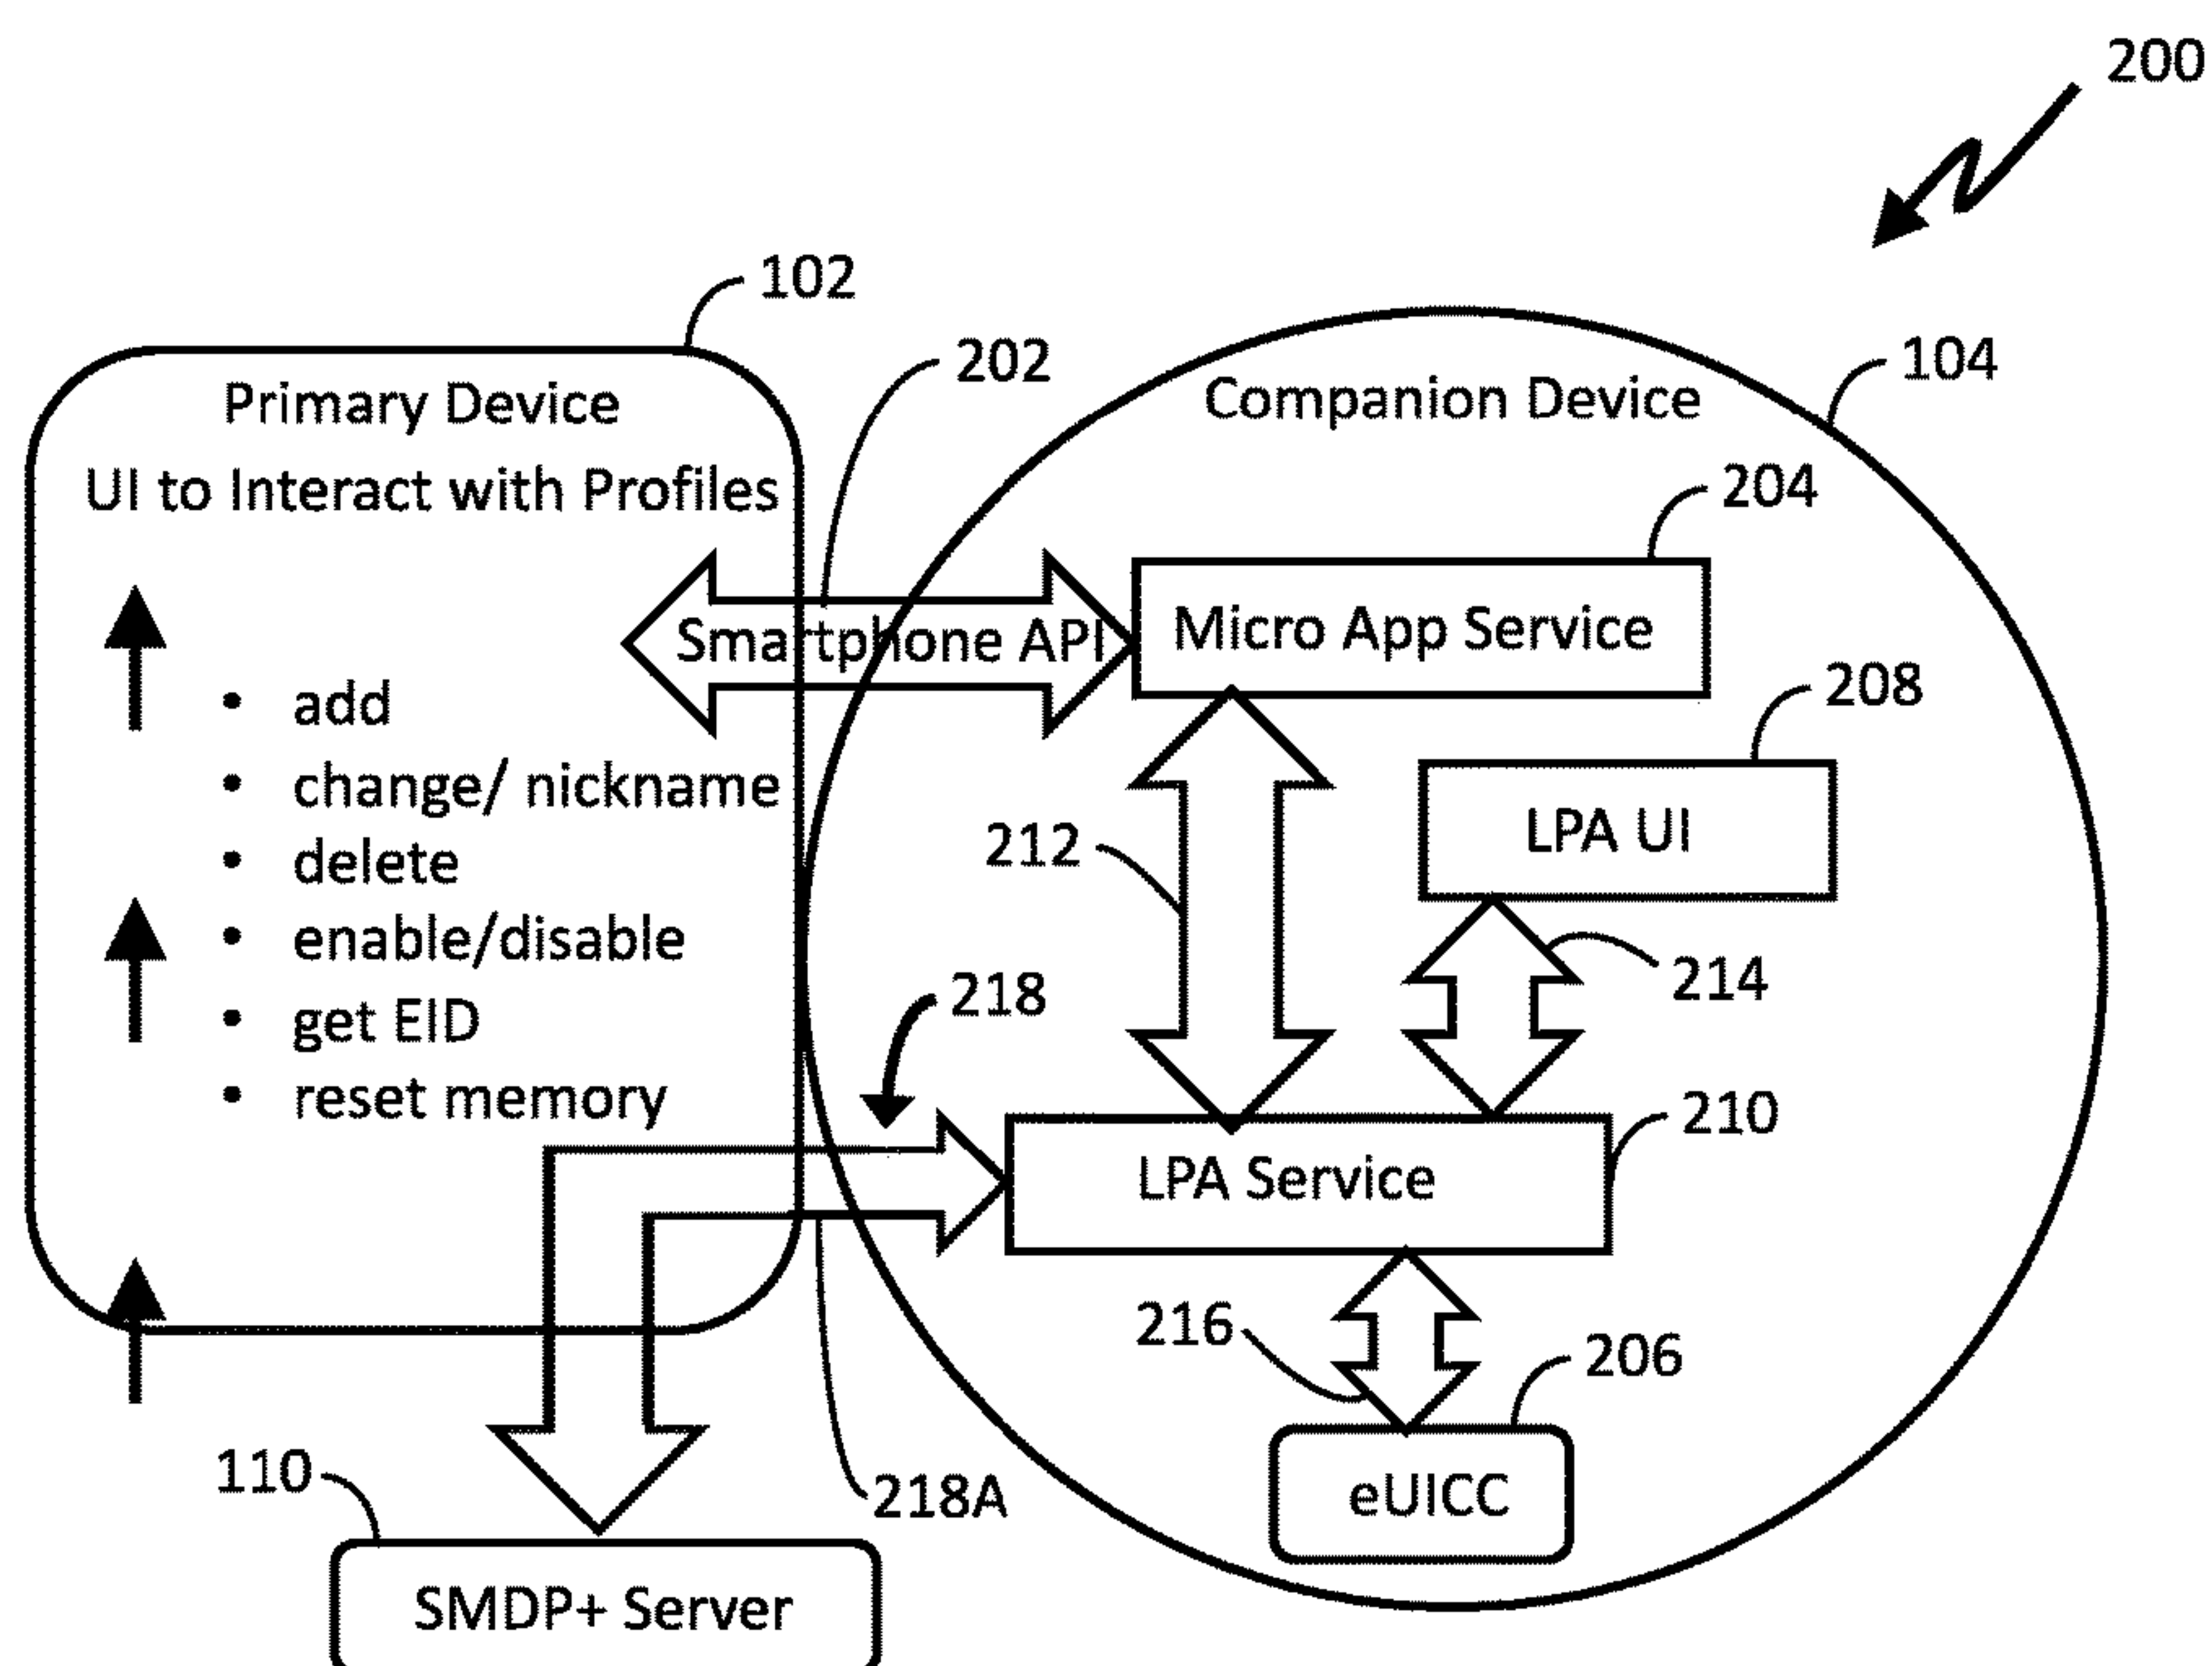 200
102
202
104
Primary Device
UI to Interact with Profiles
Companion Device
204
Smartphone API
Micro App Service
208
• add
• change/ nickname
• delete
• enable/disable
• get EID
• reset memory
LPA UI
212
214
218
210
LPA Service
216
206
110
218A
eUICC
SMDP+ Server